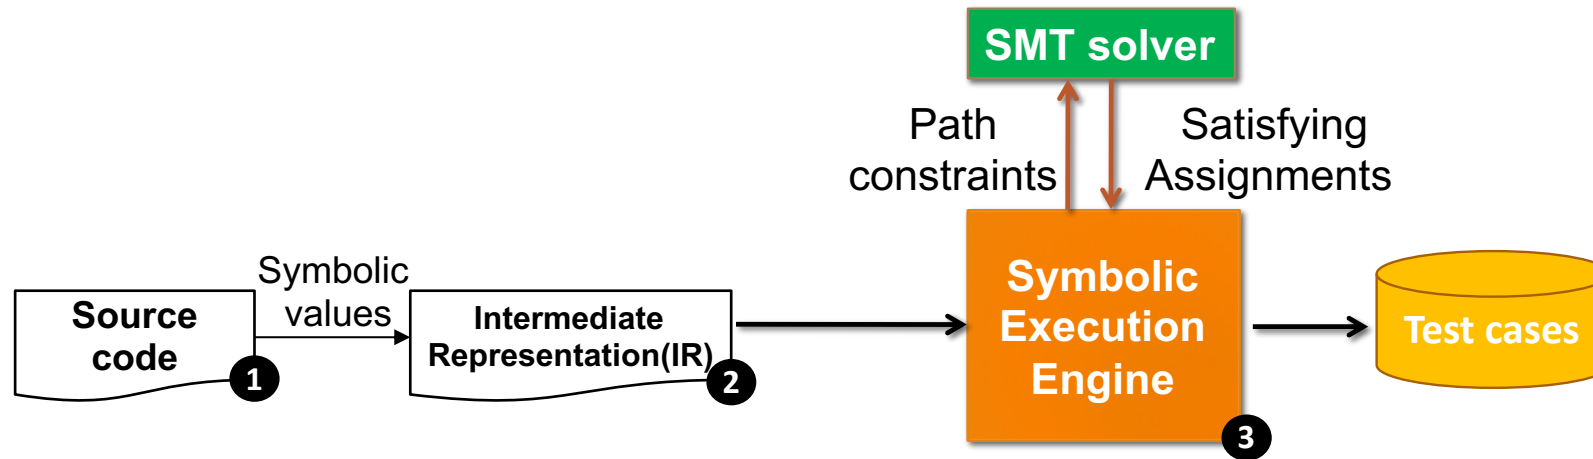 SMT solver
Path
constraints
Satisfying
Assignments
Symbolic
values
Source
code
1
Intermediate
Representation(IR)
2
Symbolic
Execution
Engine
3
Test cases